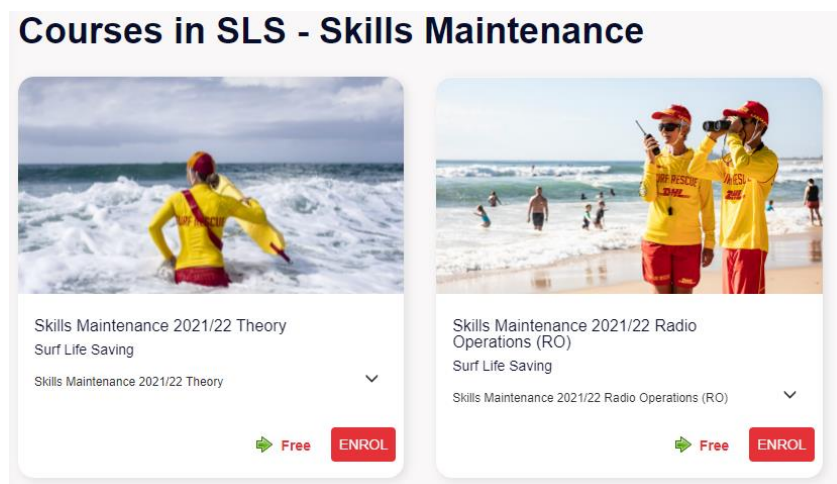 Courses in SLS - Skills Maintenance
SURF RESCUE
SURF RESCUE
DHL
Skills Maintenance 2021/22 Theory
Surf Life Saving
Skills Maintenance 2021/22 Theory
Free
ENROL
Skills Maintenance 2021/22 Radio
Operations (RO)
Surf Life Saving
Skills Maintenance 2021/22 Radio Operations (RO)
Free
ENROL